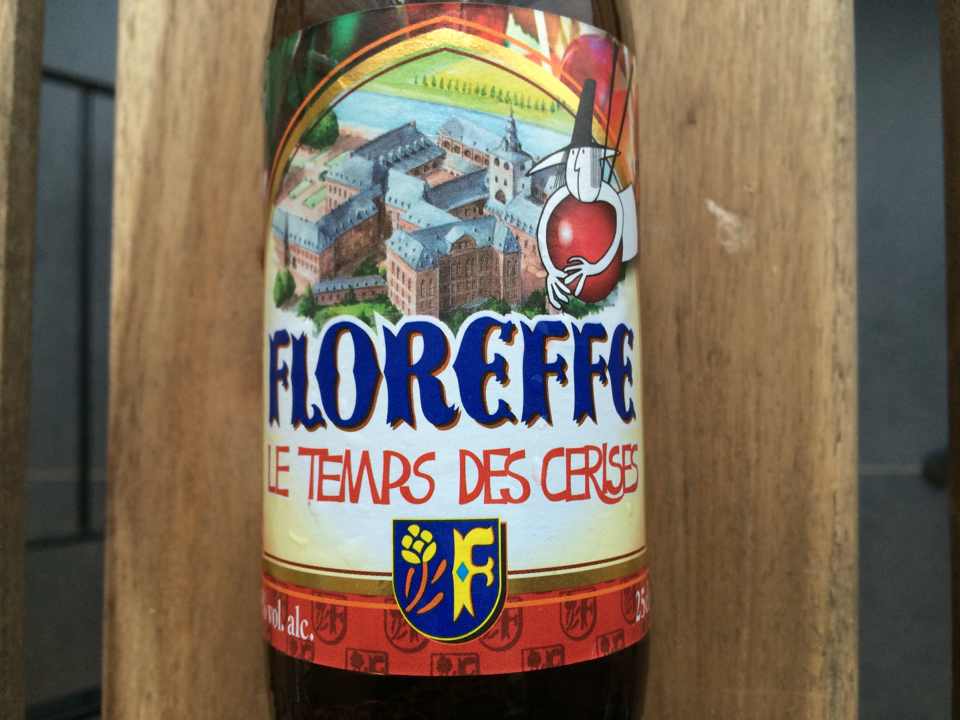 FLOREFFE
LE TEMPS DES CERISES
F
vol. alc.